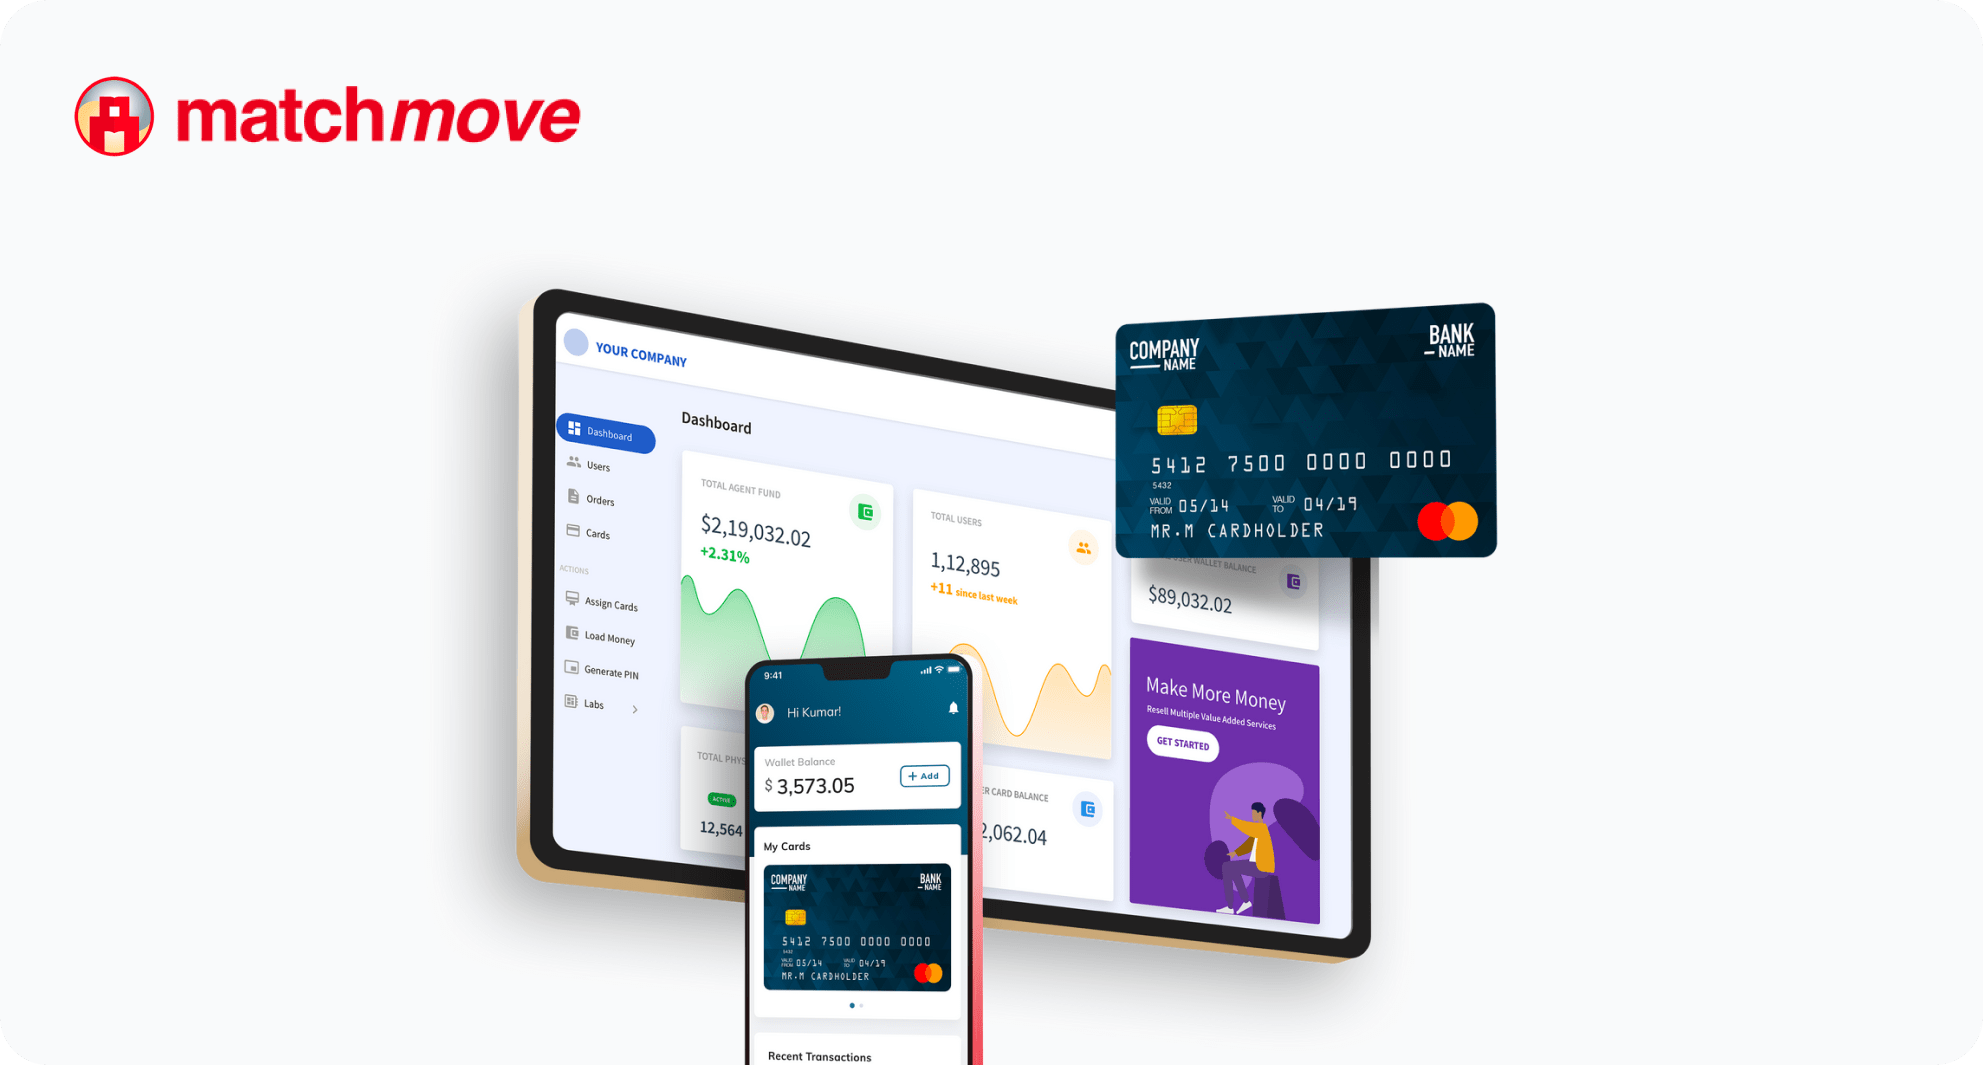 matchmove
YOUR COMPANY
Dashboard
Users
Orders
Cards
ACTIONS
Assign Cards
Load Money
Generate PIN
Labs
Dashboard
TOTAL AGENT FUND
$2,19,032.02
+2.31%
TOTAL USERS
1,12,895
+11 since last week
USER WALLET BALANCE
$89,032.02
TOTAL PHYS
ACTIVE
12,564
CARD BALANCE
2,062.04
Make More Money
Resell Multiple Value Added Services
GET STARTED
COMPANY
NAME
BANK
NAME
5412 7500 0000 0000
5432
VALID
FROM 05/14
VALID
TO 04/19
MR.M CARDHOLDER
9:41
Hi Kumar!
Wallet Balance
$ 3,573.05
+ Add
My Cards
COMPANY
NAME
BANK
NAME
5412 7500 0000 0000
5432
VALID
FROM 05/14
VALID
TO 04/19
MR.M CARDHOLDER
Recent Transactions